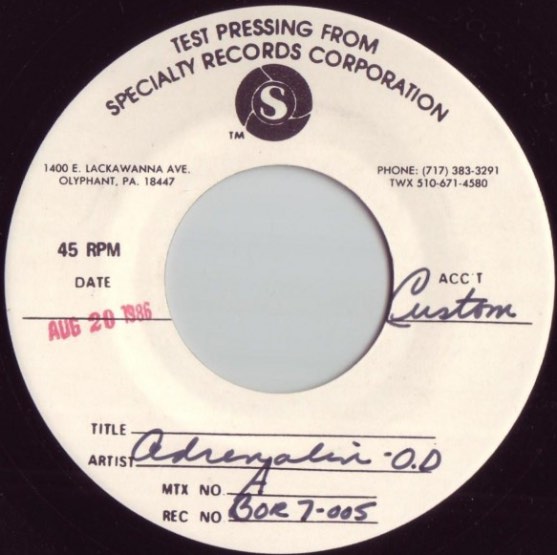 TEST PRESSING FROM
SPECIALTY RECORDS CORPORATION
S
TM
1400 E. LACKAWANNA AVE.
OLYPHANT, PA. 18447
PHONE: (717) 383-3291
TWX 510-671-4580
45 RPM
DATE
AUG 20 1986
ACC'T
Custom
TITLE
ARTIST Adrenalin-O.D
MTX NO. A
REC NO BOR 7-005